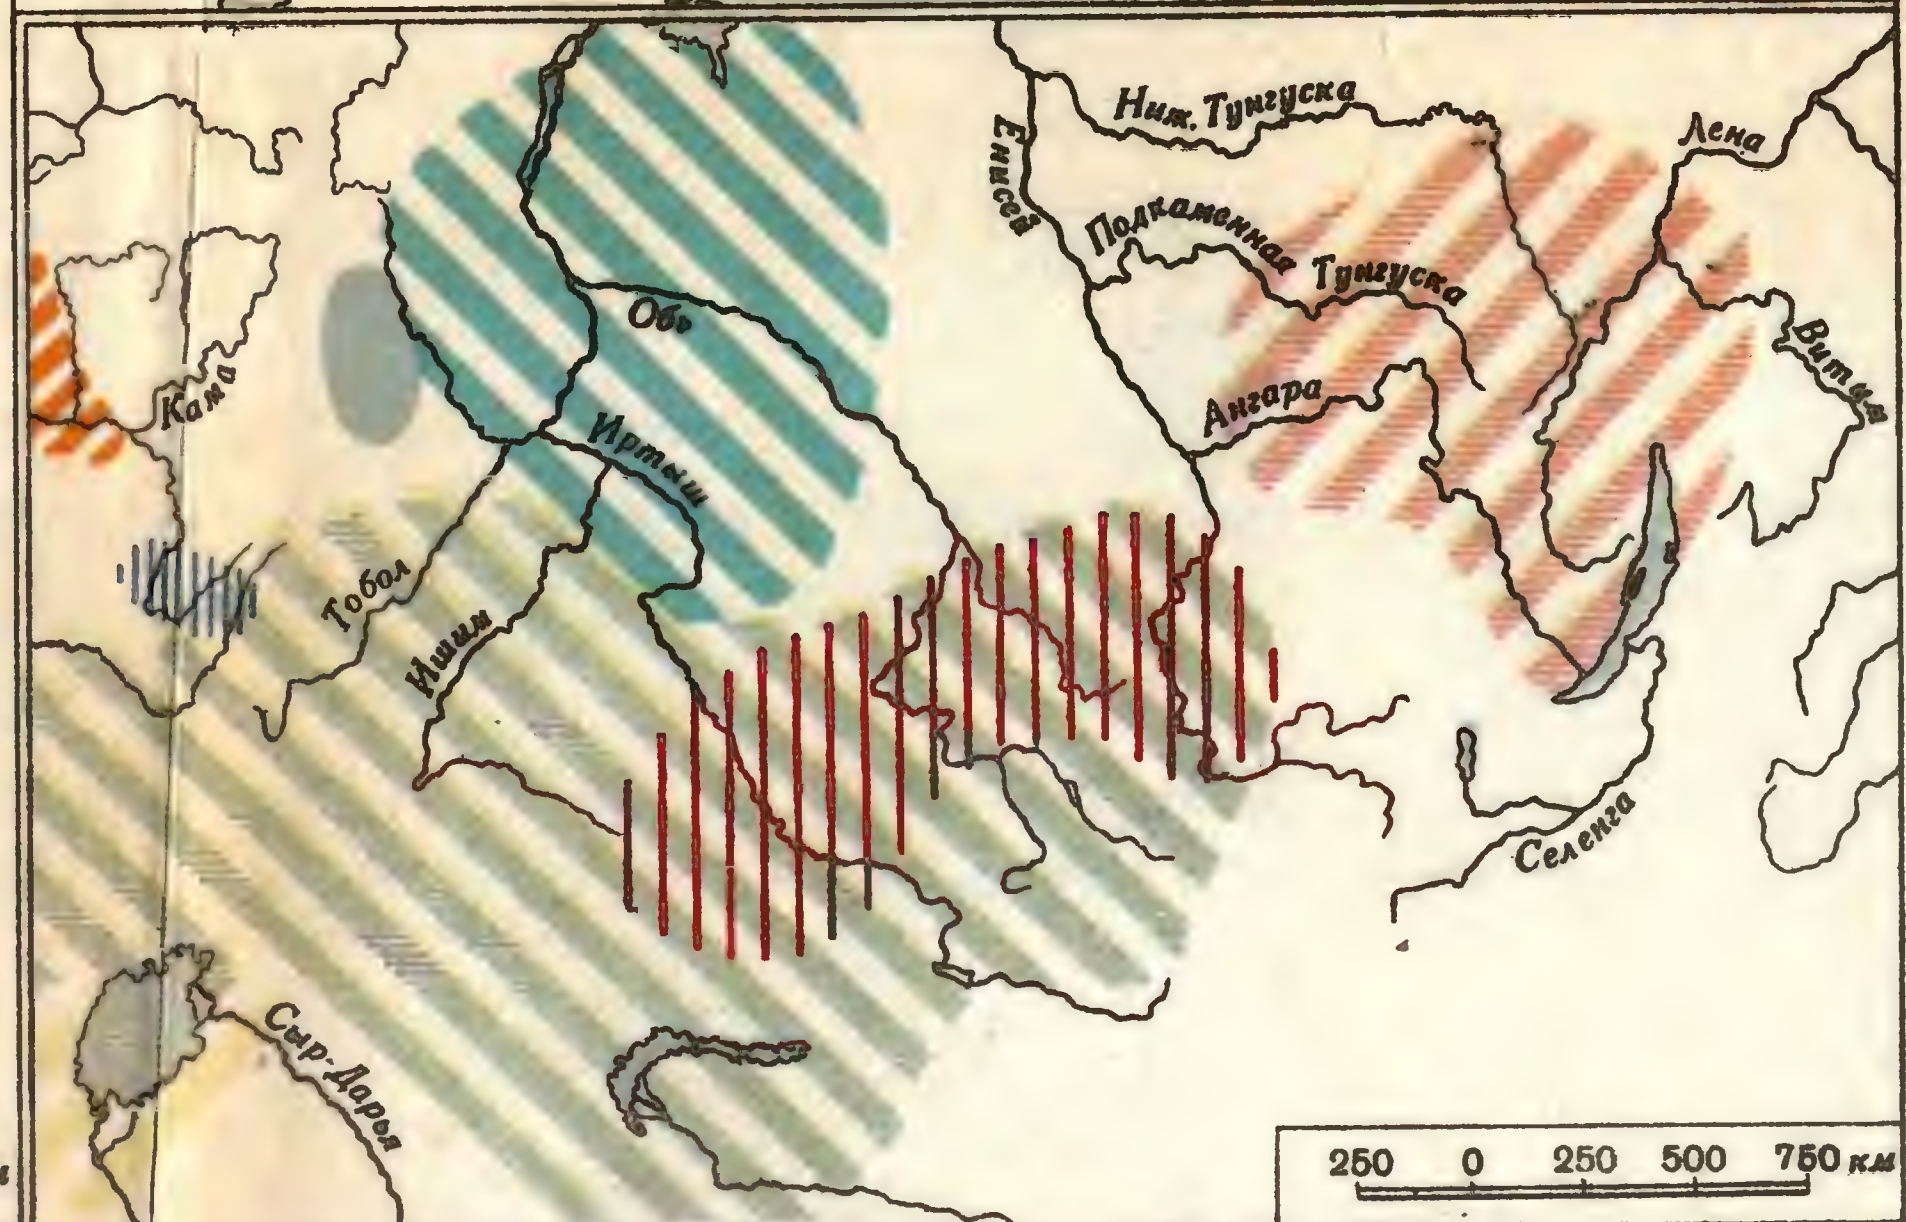 Ниж. Тунгуска
Лена
Енисей
Подкаменная
Тунгуска
Обь
Витим
Кама
Ангара
Иртыш
Тобол
Ишим
Селенга
Сыр-Дарья
250 0 250 500 750 км